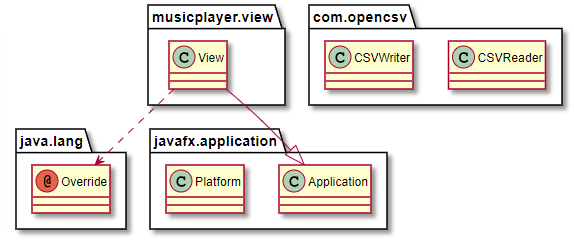 musicplayer.view
com.opencsv
C View
C CSVWriter
C CSVReader
java.lang
javafx.application
@ Override
C Platform
C Application